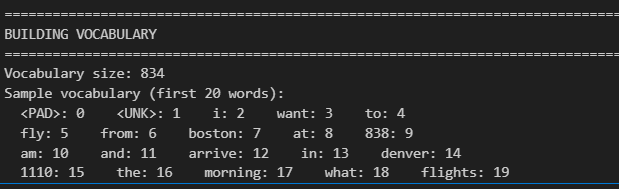 ================================================================================
BUILDING VOCABULARY
================================================================================
Vocabulary size: 834
Sample vocabulary (first 20 words):
  <PAD>: 0    <UNK>: 1    i: 2    want: 3    to: 4
  fly: 5    from: 6    boston: 7    at: 8    838: 9
  am: 10    and: 11    arrive: 12    in: 13    denver: 14
  1110: 15    the: 16    morning: 17    what: 18    flights: 19